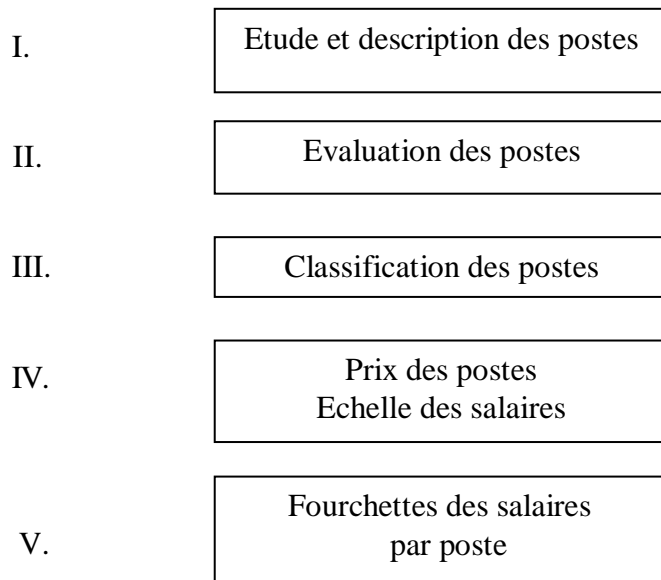 I. Etude et description des postes
II. Evaluation des postes
III. Classification des postes
IV. Prix des postes
Echelle des salaires
Fourchettes des salaires
V. par poste